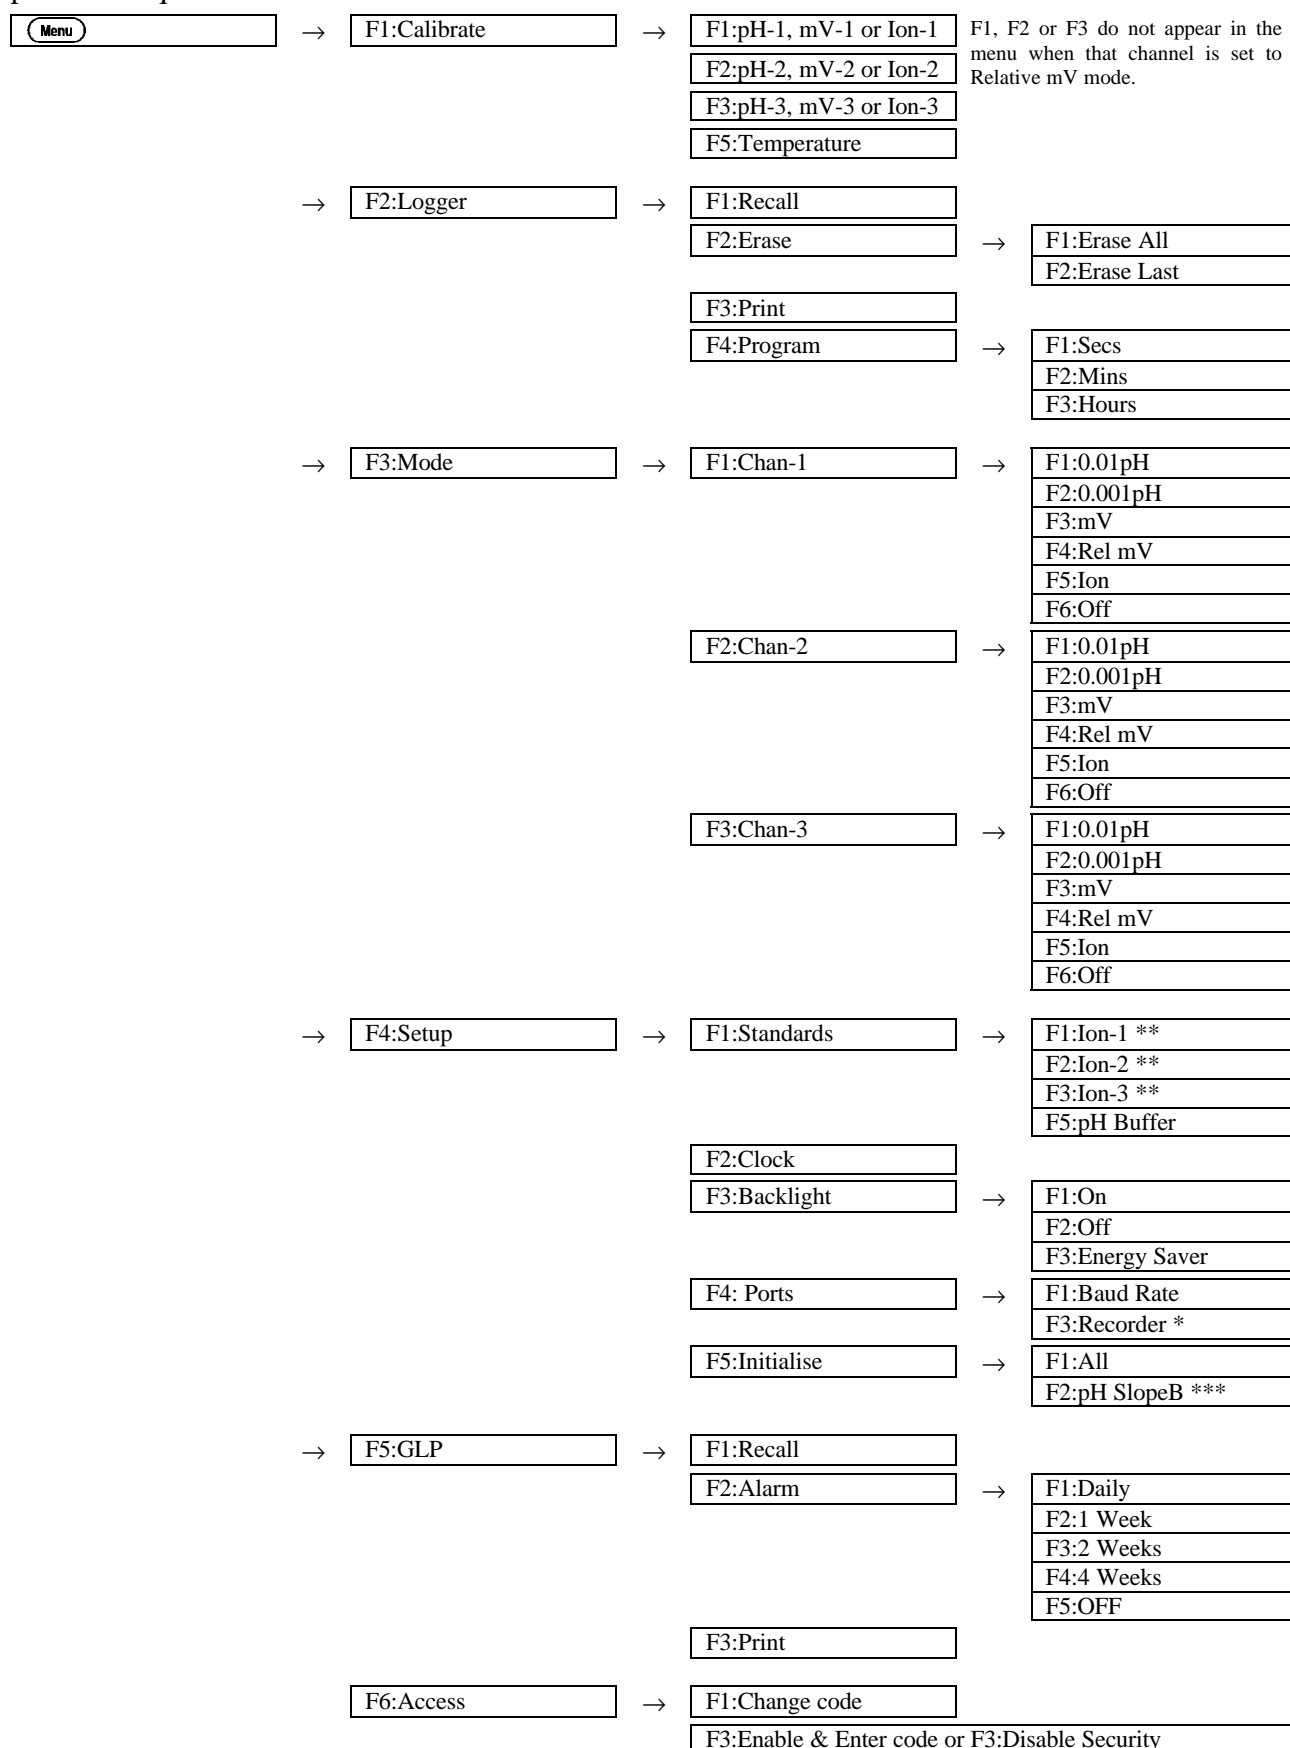 Menu → F1:Calibrate → F1:pH-1, mV-1 or Ion-1
F1, F2 or F3 do not appear in the
menu when that channel is set to
Relative mV mode.
F2:pH-2, mV-2 or Ion-2
F3:pH-3, mV-3 or Ion-3
F5:Temperature
→ F2:Logger → F1:Recall
F2:Erase → F1:Erase All
F2:Erase Last
F3:Print
F4:Program → F1:Secs
F2:Mins
F3:Hours
→ F3:Mode → F1:Chan-1 → F1:0.01pH
F2:0.001pH
F3:mV
F4:Rel mV
F5:Ion
F6:Off
F2:Chan-2 → F1:0.01pH
F2:0.001pH
F3:mV
F4:Rel mV
F5:Ion
F6:Off
F3:Chan-3 → F1:0.01pH
F2:0.001pH
F3:mV
F4:Rel mV
F5:Ion
F6:Off
→ F4:Setup → F1:Standards → F1:Ion-1 **
F2:Ion-2 **
F3:Ion-3 **
F5:pH Buffer
F2:Clock
F3:Backlight → F1:On
F2:Off
F3:Energy Saver
F4: Ports → F1:Baud Rate
F3:Recorder *
F5:Initialise → F1:All
F2:pH SlopeB ***
→ F5:GLP → F1:Recall
F2:Alarm → F1:Daily
F2:1 Week
F3:2 Weeks
F4:4 Weeks
F5:OFF
F3:Print
F6:Access → F1:Change code
F3:Enable & Enter code or F3:Disable Security